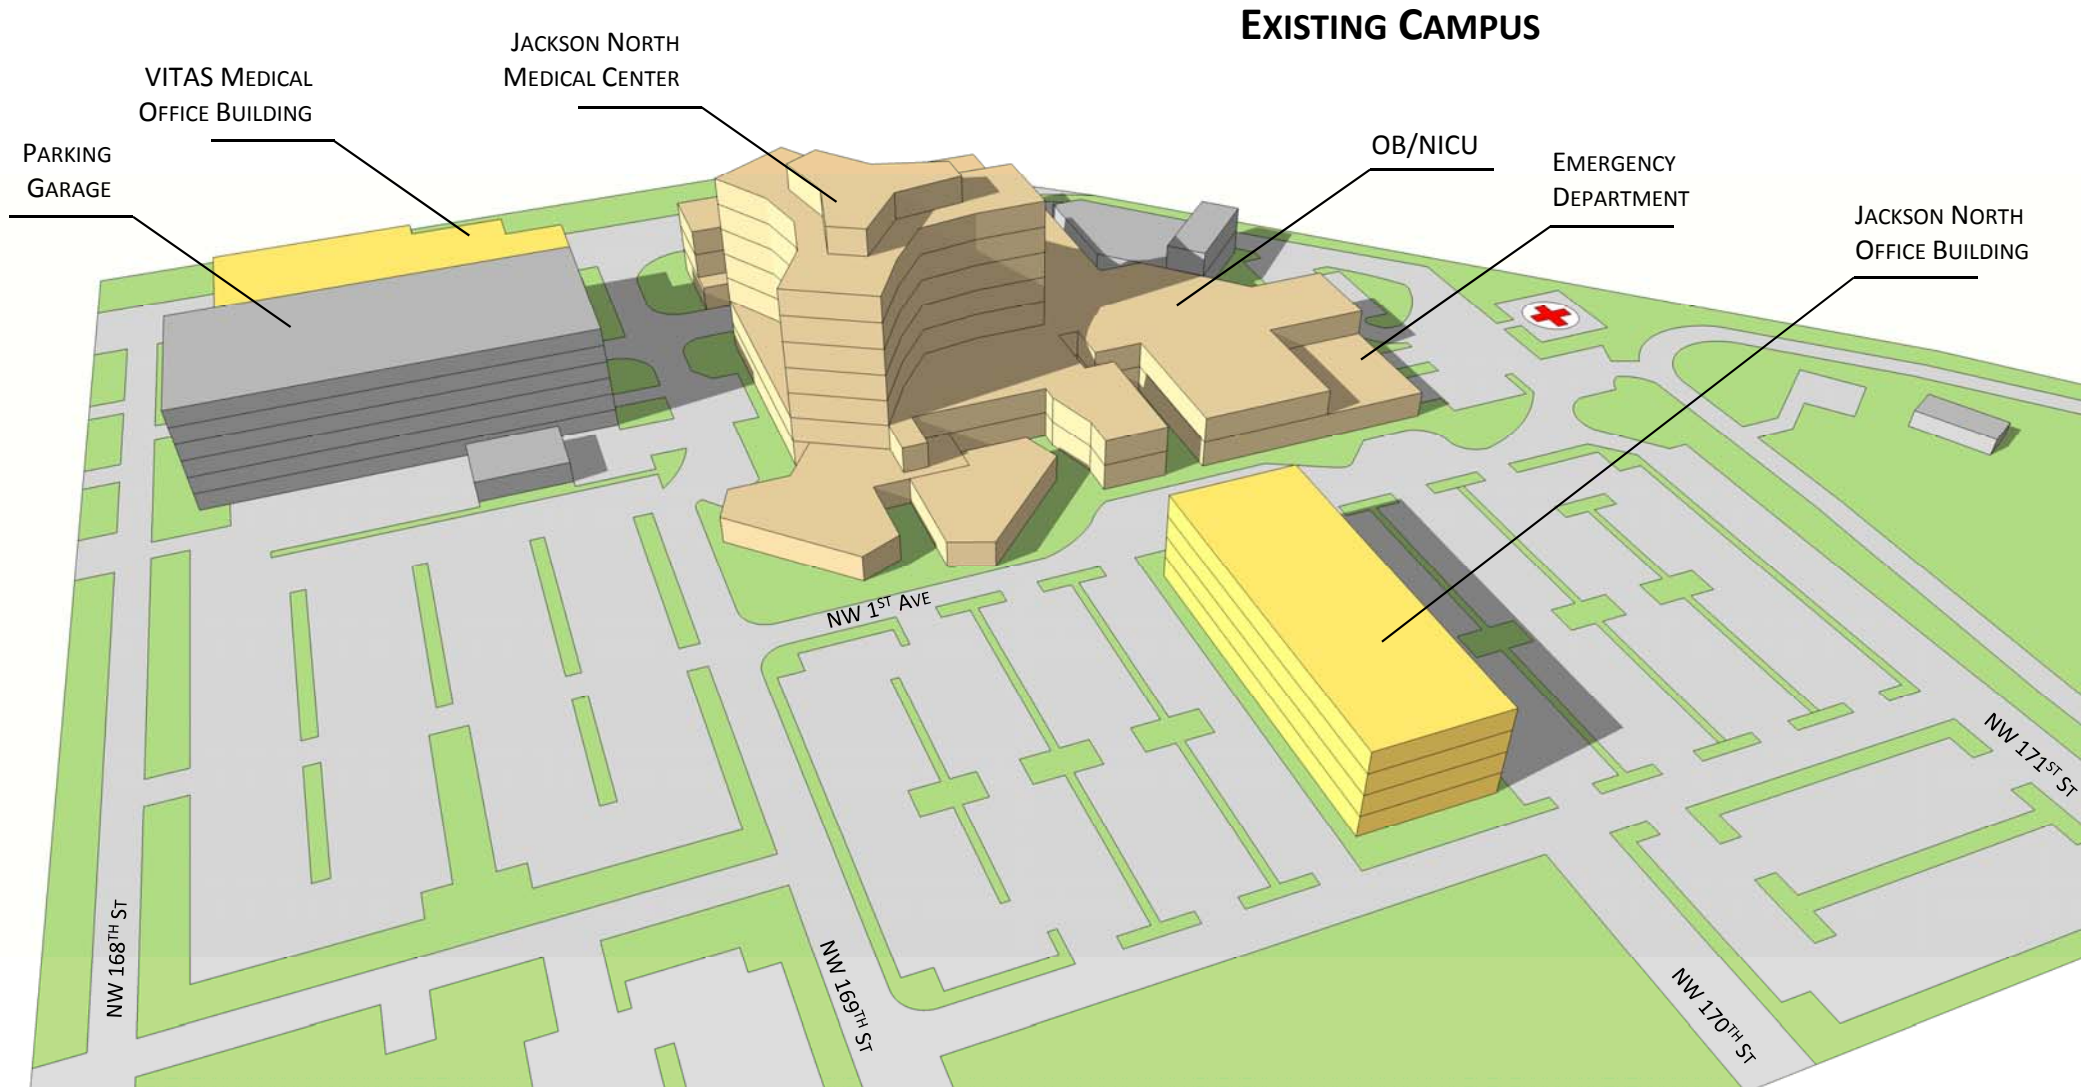 EXISTING CAMPUS
JACKSON NORTH
MEDICAL CENTER
VITAS MEDICAL
OFFICE BUILDING
PARKING
GARAGE
OB/NICU
EMERGENCY
DEPARTMENT
JACKSON NORTH
OFFICE BUILDING
NW 1ST AVE
NW 171ST ST
NW 168TH ST
NW 169TH ST
NW 170TH ST